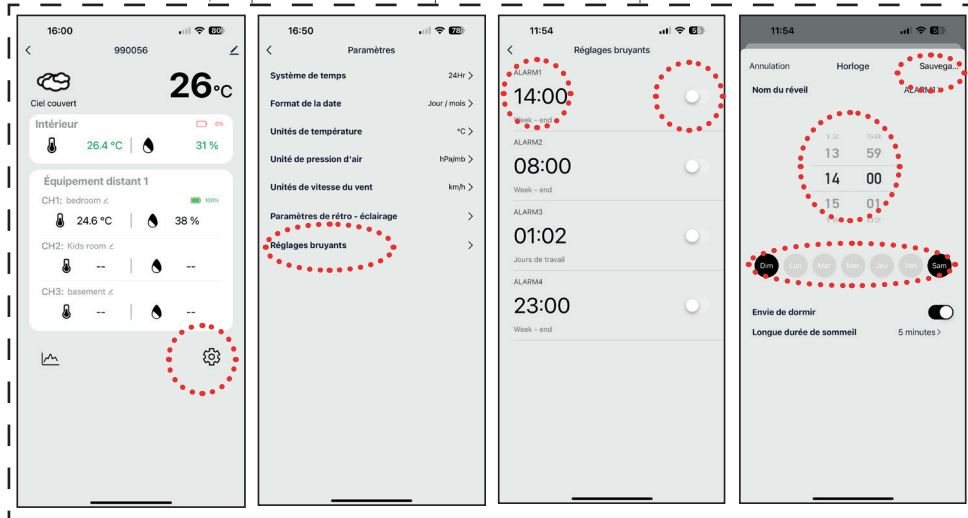 16:00
80
990056
26°C
Ciel couvert
Intérieur
0%
26.4 °C
31 %
Équipement distant 1
CH1: bedroom
100%
24.6 °C
38 %
CH2: Kids room
--
--
CH3: basement
--
--
16:50
78
Paramètres
Système de temps
24Hr >
Format de la date
Jour / mois >
Unités de température
°C >
Unité de pression d'air
hPa/mb >
Unités de vitesse du vent
km/h >
Paramètres de rétro - éclairage
>
Réglages bruyants
>
11:54
Réglages bruyants
ALARM1
14:00
Week - end
ALARM2
08:00
Week - end
ALARM3
01:02
Jours de travail
ALARM4
23:00
Week - end
11:54
Annulation
Horloge
Sauvega...
Nom du réveil
ALARM1 >
12 58
13 59
14 00
15 01
02
Dim Lun Mar Mer Jeu Ven Sam
Envie de dormir
Longue durée de sommeil
5 minutes >